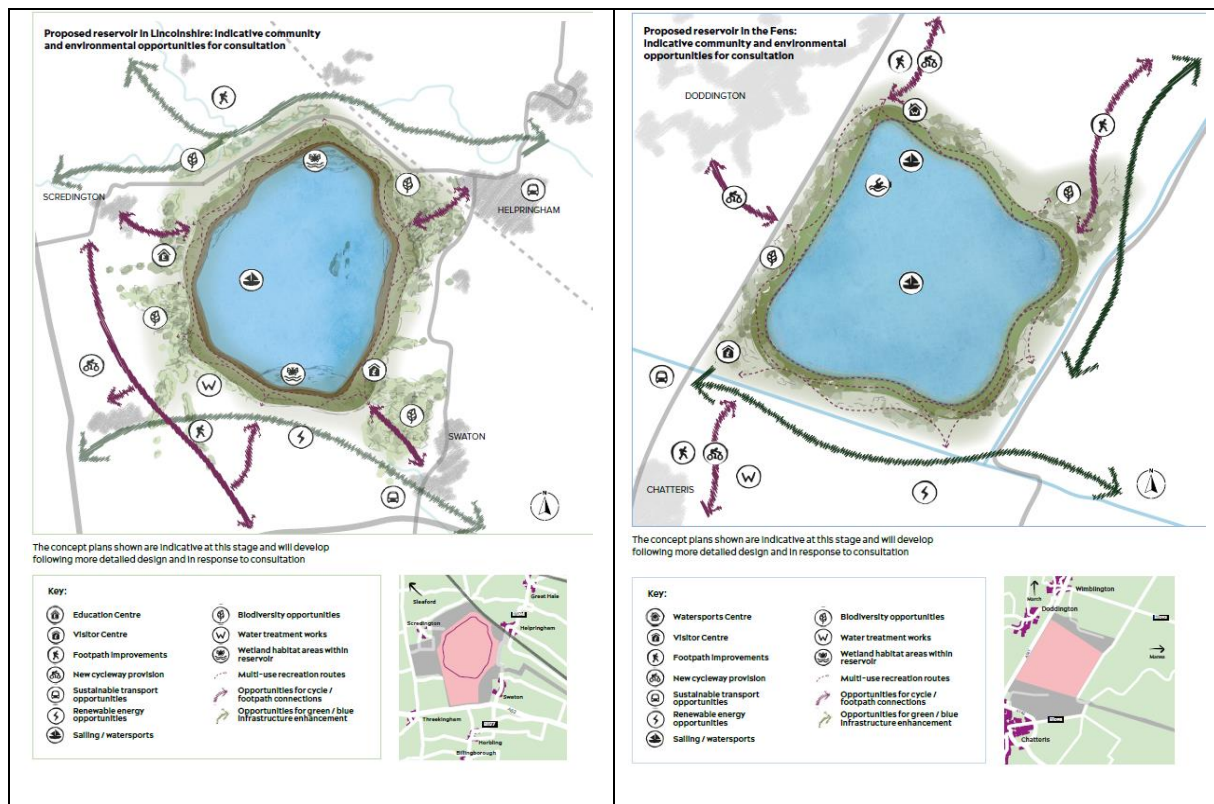 Proposed reservoir in Lincolnshire: Indicative community
and environmental opportunities for consultation
SCREDINGTON
HELPRINGHAM
SWATON
N
The concept plans shown are indicative at this stage and will develop
following more detailed design and in response to consultation
Key:
Education Centre
Visitor Centre
Footpath improvements
New cycleway provision
Sustainable transport
opportunities
Renewable energy
opportunities
Sailing / watersports
Biodiversity opportunities
Water treatment works
Wetland habitat areas within
reservoir
Multi-use recreation routes
Opportunities for cycle /
footpath connections
Opportunities for green / blue
infrastructure enhancement
Sleaford
Great Hale
Scredington
Helpringham
Swaton
Threekingham
Horbling
Billingborough
Proposed reservoir in the Fens:
Indicative community and environmental
opportunities for consultation
DODDINGTON
CHATTERIS
N
The concept plans shown are indicative at this stage and will develop
following more detailed design and in response to consultation
Key:
Watersports Centre
Visitor Centre
Footpath improvements
New cycleway provision
Sustainable transport
opportunities
Renewable energy
opportunities
Sailing / watersports
Biodiversity opportunities
Water treatment works
Wetland habitat areas within
reservoir
Multi-use recreation routes
Opportunities for cycle /
footpath connections
Opportunities for green / blue
infrastructure enhancement
March
Wimblington
Doddington
Manea
Chatteris